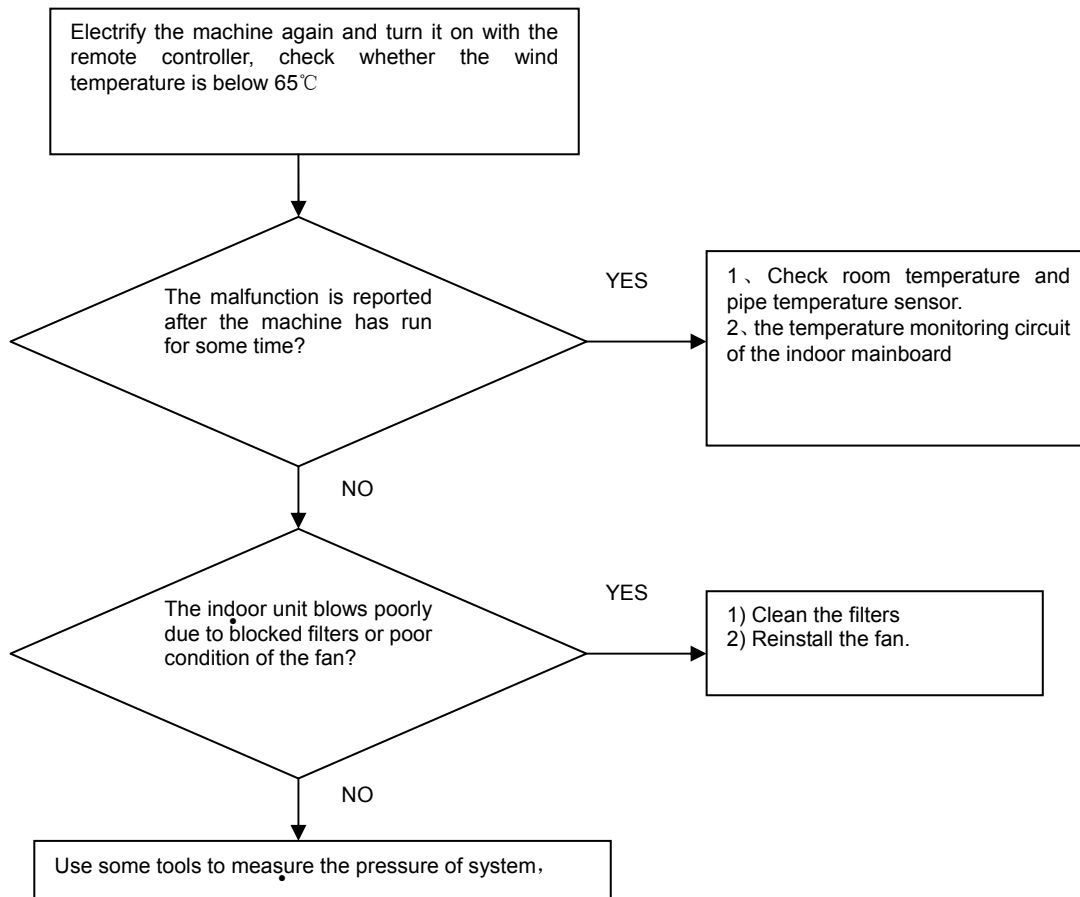 Electrify the machine again and turn it on with the
remote controller, check whether the wind
temperature is below 65℃
The malfunction is reported
after the machine has run
for some time?
YES
1、Check room temperature and
pipe temperature sensor.
2、the temperature monitoring circuit
of the indoor mainboard
NO
The indoor unit blows poorly
due to blocked filters or poor
condition of the fan?
YES
1) Clean the filters
2) Reinstall the fan.
NO
Use some tools to measure the pressure of system，